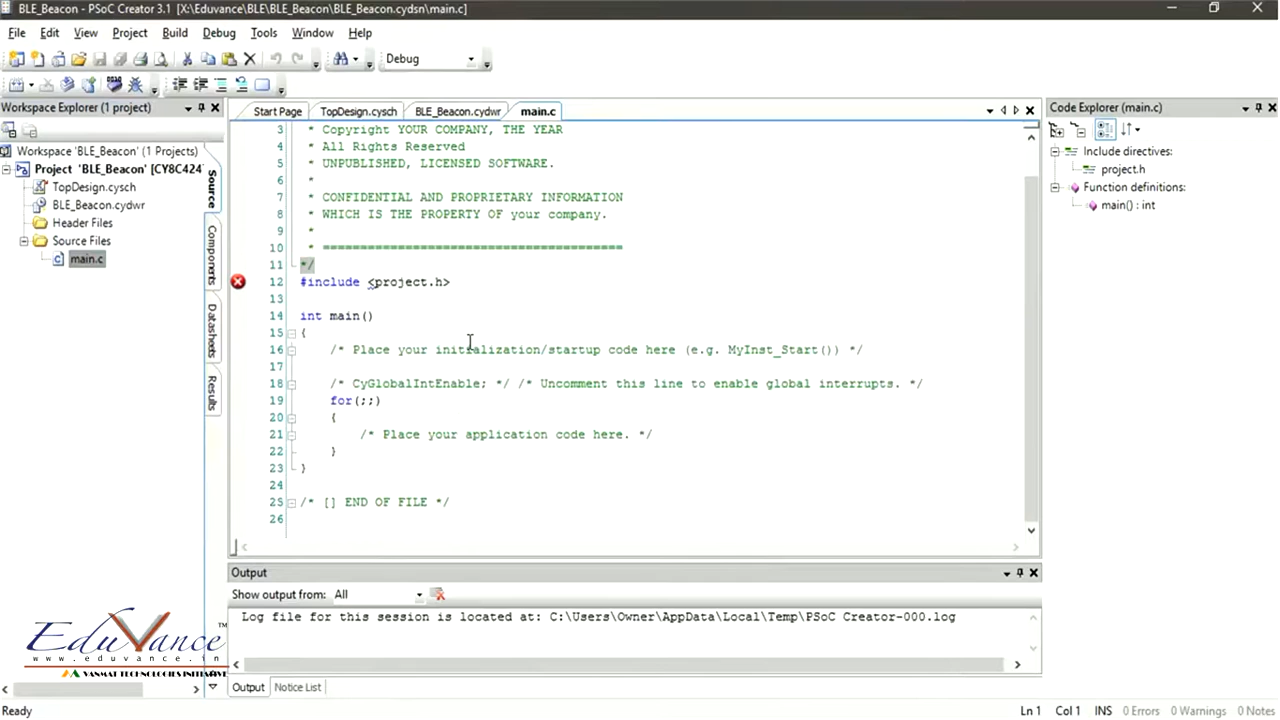 BLE_Beacon - PSoC Creator 3.1 [X:\Eduvance\BLE\BLE_Beacon\BLE_Beacon.cydsn\main.c]
File Edit View Project Build Debug Tools Window Help
Debug
Workspace Explorer (1 project)
Workspace 'BLE_Beacon' (1 Projects)
Project 'BLE_Beacon' [CY8C424
TopDesign.cysch
BLE_Beacon.cydwr
Header Files
Source Files
main.c
Source
Components
Datasheets
Results
Start Page TopDesign.cysch BLE_Beacon.cydwr main.c
3 * Copyright YOUR COMPANY, THE YEAR
4 * All Rights Reserved
5 * UNPUBLISHED, LICENSED SOFTWARE.
6 *
7 * CONFIDENTIAL AND PROPRIETARY INFORMATION
8 * WHICH IS THE PROPERTY OF your company.
9 *
10 * ========================================
11 */
12 #include <project.h>
13
14 int main()
15 {
16 /* Place your initialization/startup code here (e.g. MyInst_Start()) */
17
18 /* CyGlobalIntEnable; */ /* Uncomment this line to enable global interrupts. */
19 for(;;)
20 {
21 /* Place your application code here. */
22 }
23 }
24
25 /* [] END OF FILE */
26
Code Explorer (main.c)
Include directives:
project.h
Function definitions:
main() : int
Output
Show output from: All
Log file for this session is located at: C:\Users\Owner\AppData\Local\Temp\PSoC Creator-000.log
Output Notice List
EduVance
TM
www.eduvance.in
VANMAT TECHNOLOGIES INITIATIVE
Ready
Ln 1 Col 1 INS 0 Errors 0 Warnings 0 Notes